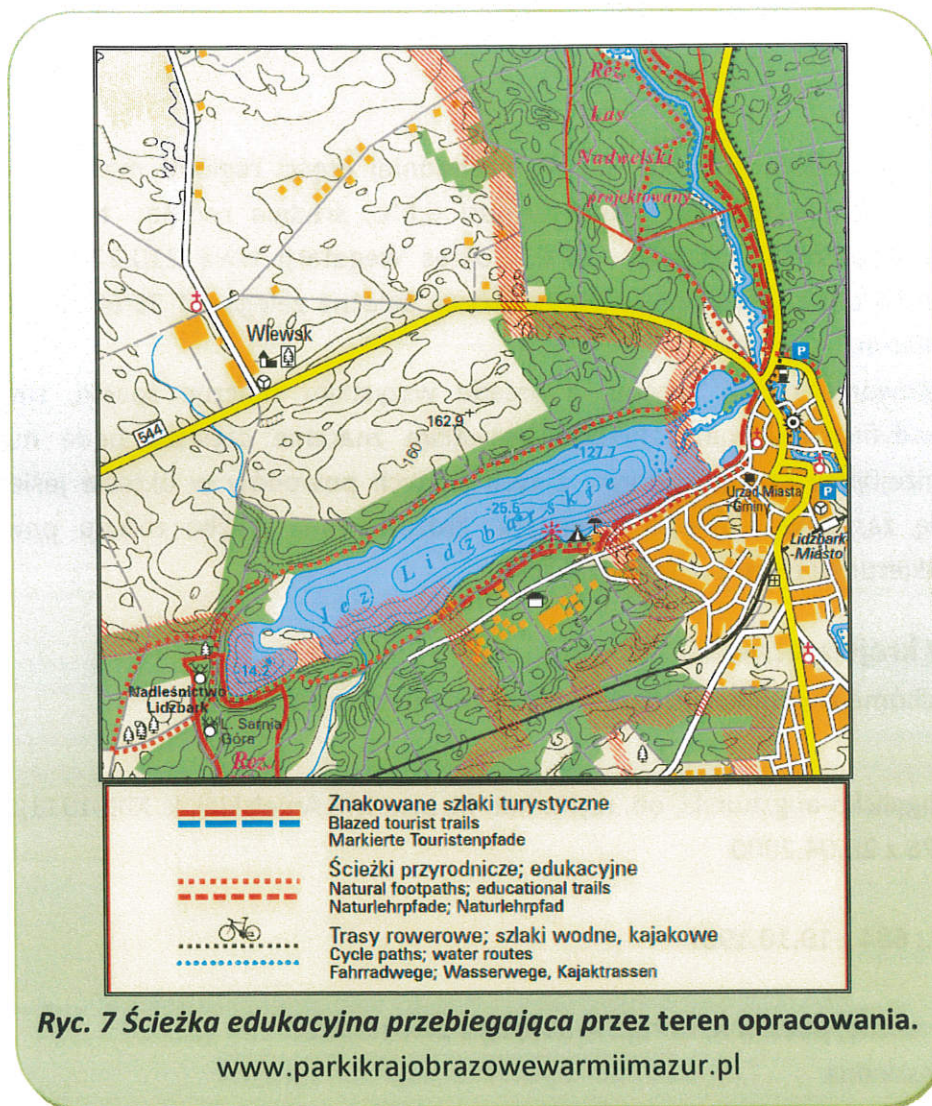 Rez.
Las
Nadwelski
projektowany
Wlewsk
544
162,9
160
127.7
-25.5
Jez. Lidzbarskie
Urząd Miasta
i Gminy
Lidzbark
-Miasto
P
P
14.2
Nadleśnictwo
Lidzbark
L. Sarnia
Góra
Rez.
Znakowane szlaki turystyczne
Blazed tourist trails
Markierte Touristenpfade
Ścieżki przyrodnicze; edukacyjne
Natural footpaths; educational trails
Naturlehrpfade; Naturlehrpfad
Trasy rowerowe; szlaki wodne, kajakowe
Cycle paths; water routes
Fahrradwege; Wasserwege, Kajaktrassen
Ryc. 7 Ścieżka edukacyjna przebiegająca przez teren opracowania.
www.parkikrajobrazowewarmiimazur.pl